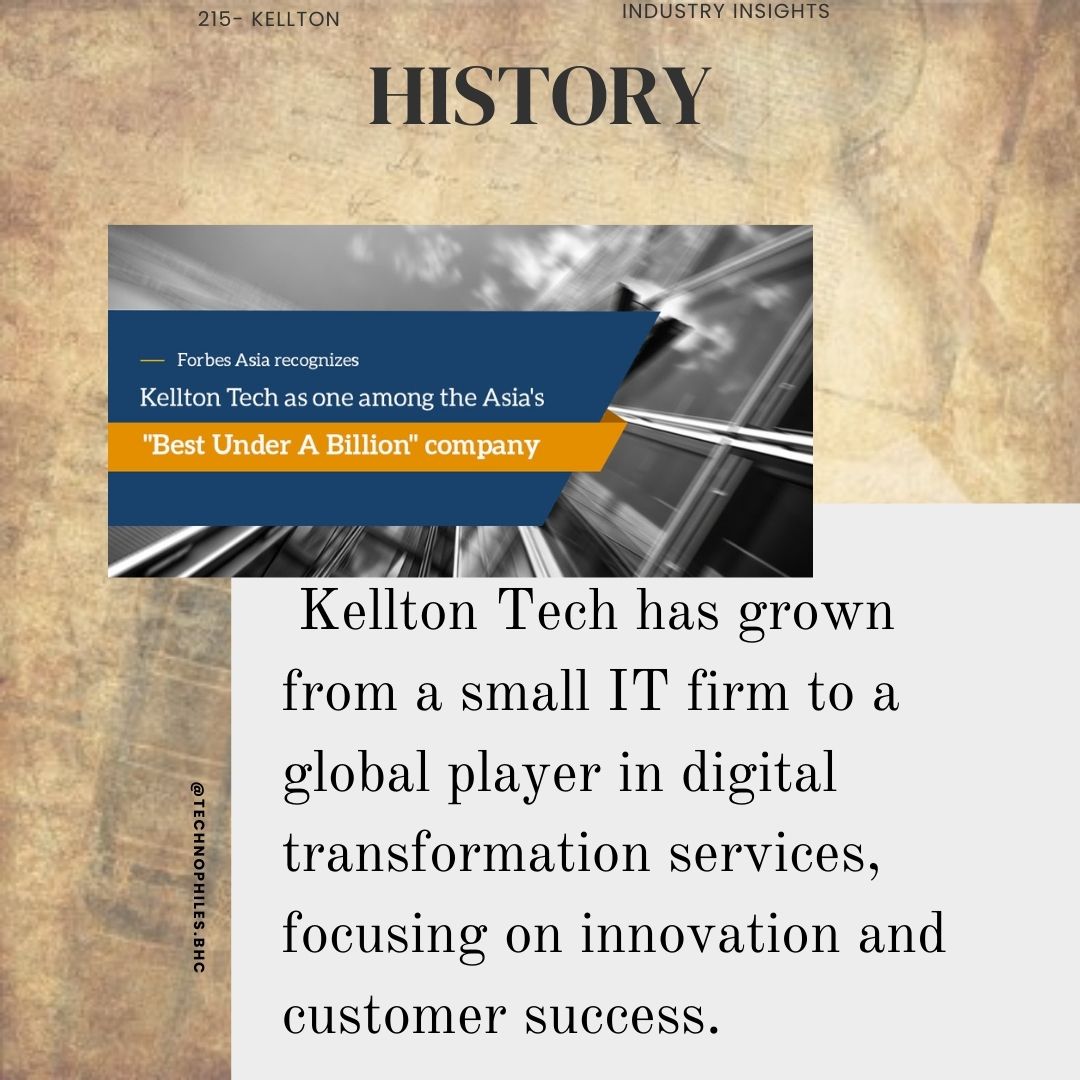 215- KELLTON
INDUSTRY INSIGHTS
HISTORY
Forbes Asia recognizes
Kellton Tech as one among the Asia's
"Best Under A Billion" company
Kellton Tech has grown
from a small IT firm to a
global player in digital
transformation services,
focusing on innovation and
customer success.
@TECHNOPHILES.BHC